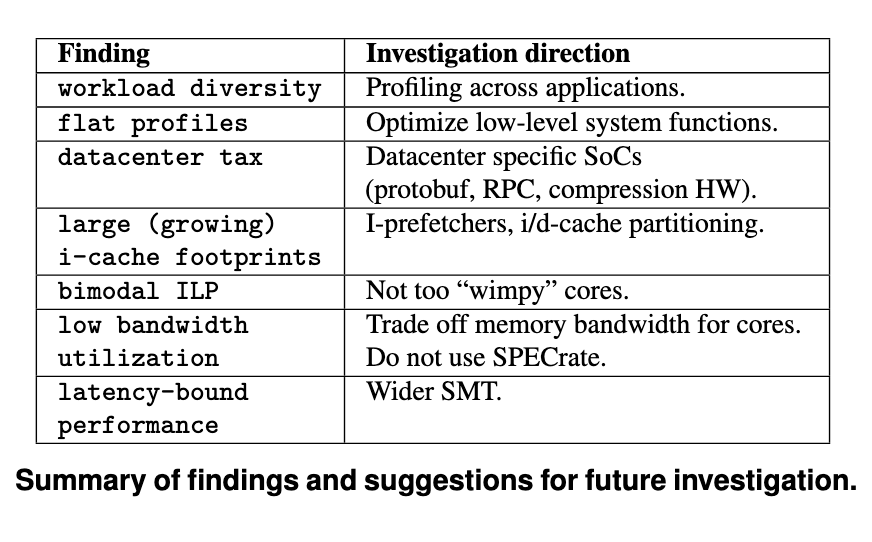 Finding Investigation direction
workload diversity Profiling across applications.
flat profiles Optimize low-level system functions.
datacenter tax Datacenter specific SoCs
(protobuf, RPC, compression HW).
large (growing) I-prefetchers, i/d-cache partitioning.
i-cache footprints
bimodal ILP Not too “wimpy” cores.
low bandwidth Trade off memory bandwidth for cores.
utilization Do not use SPECrate.
latency-bound Wider SMT.
performance
Summary of findings and suggestions for future investigation.